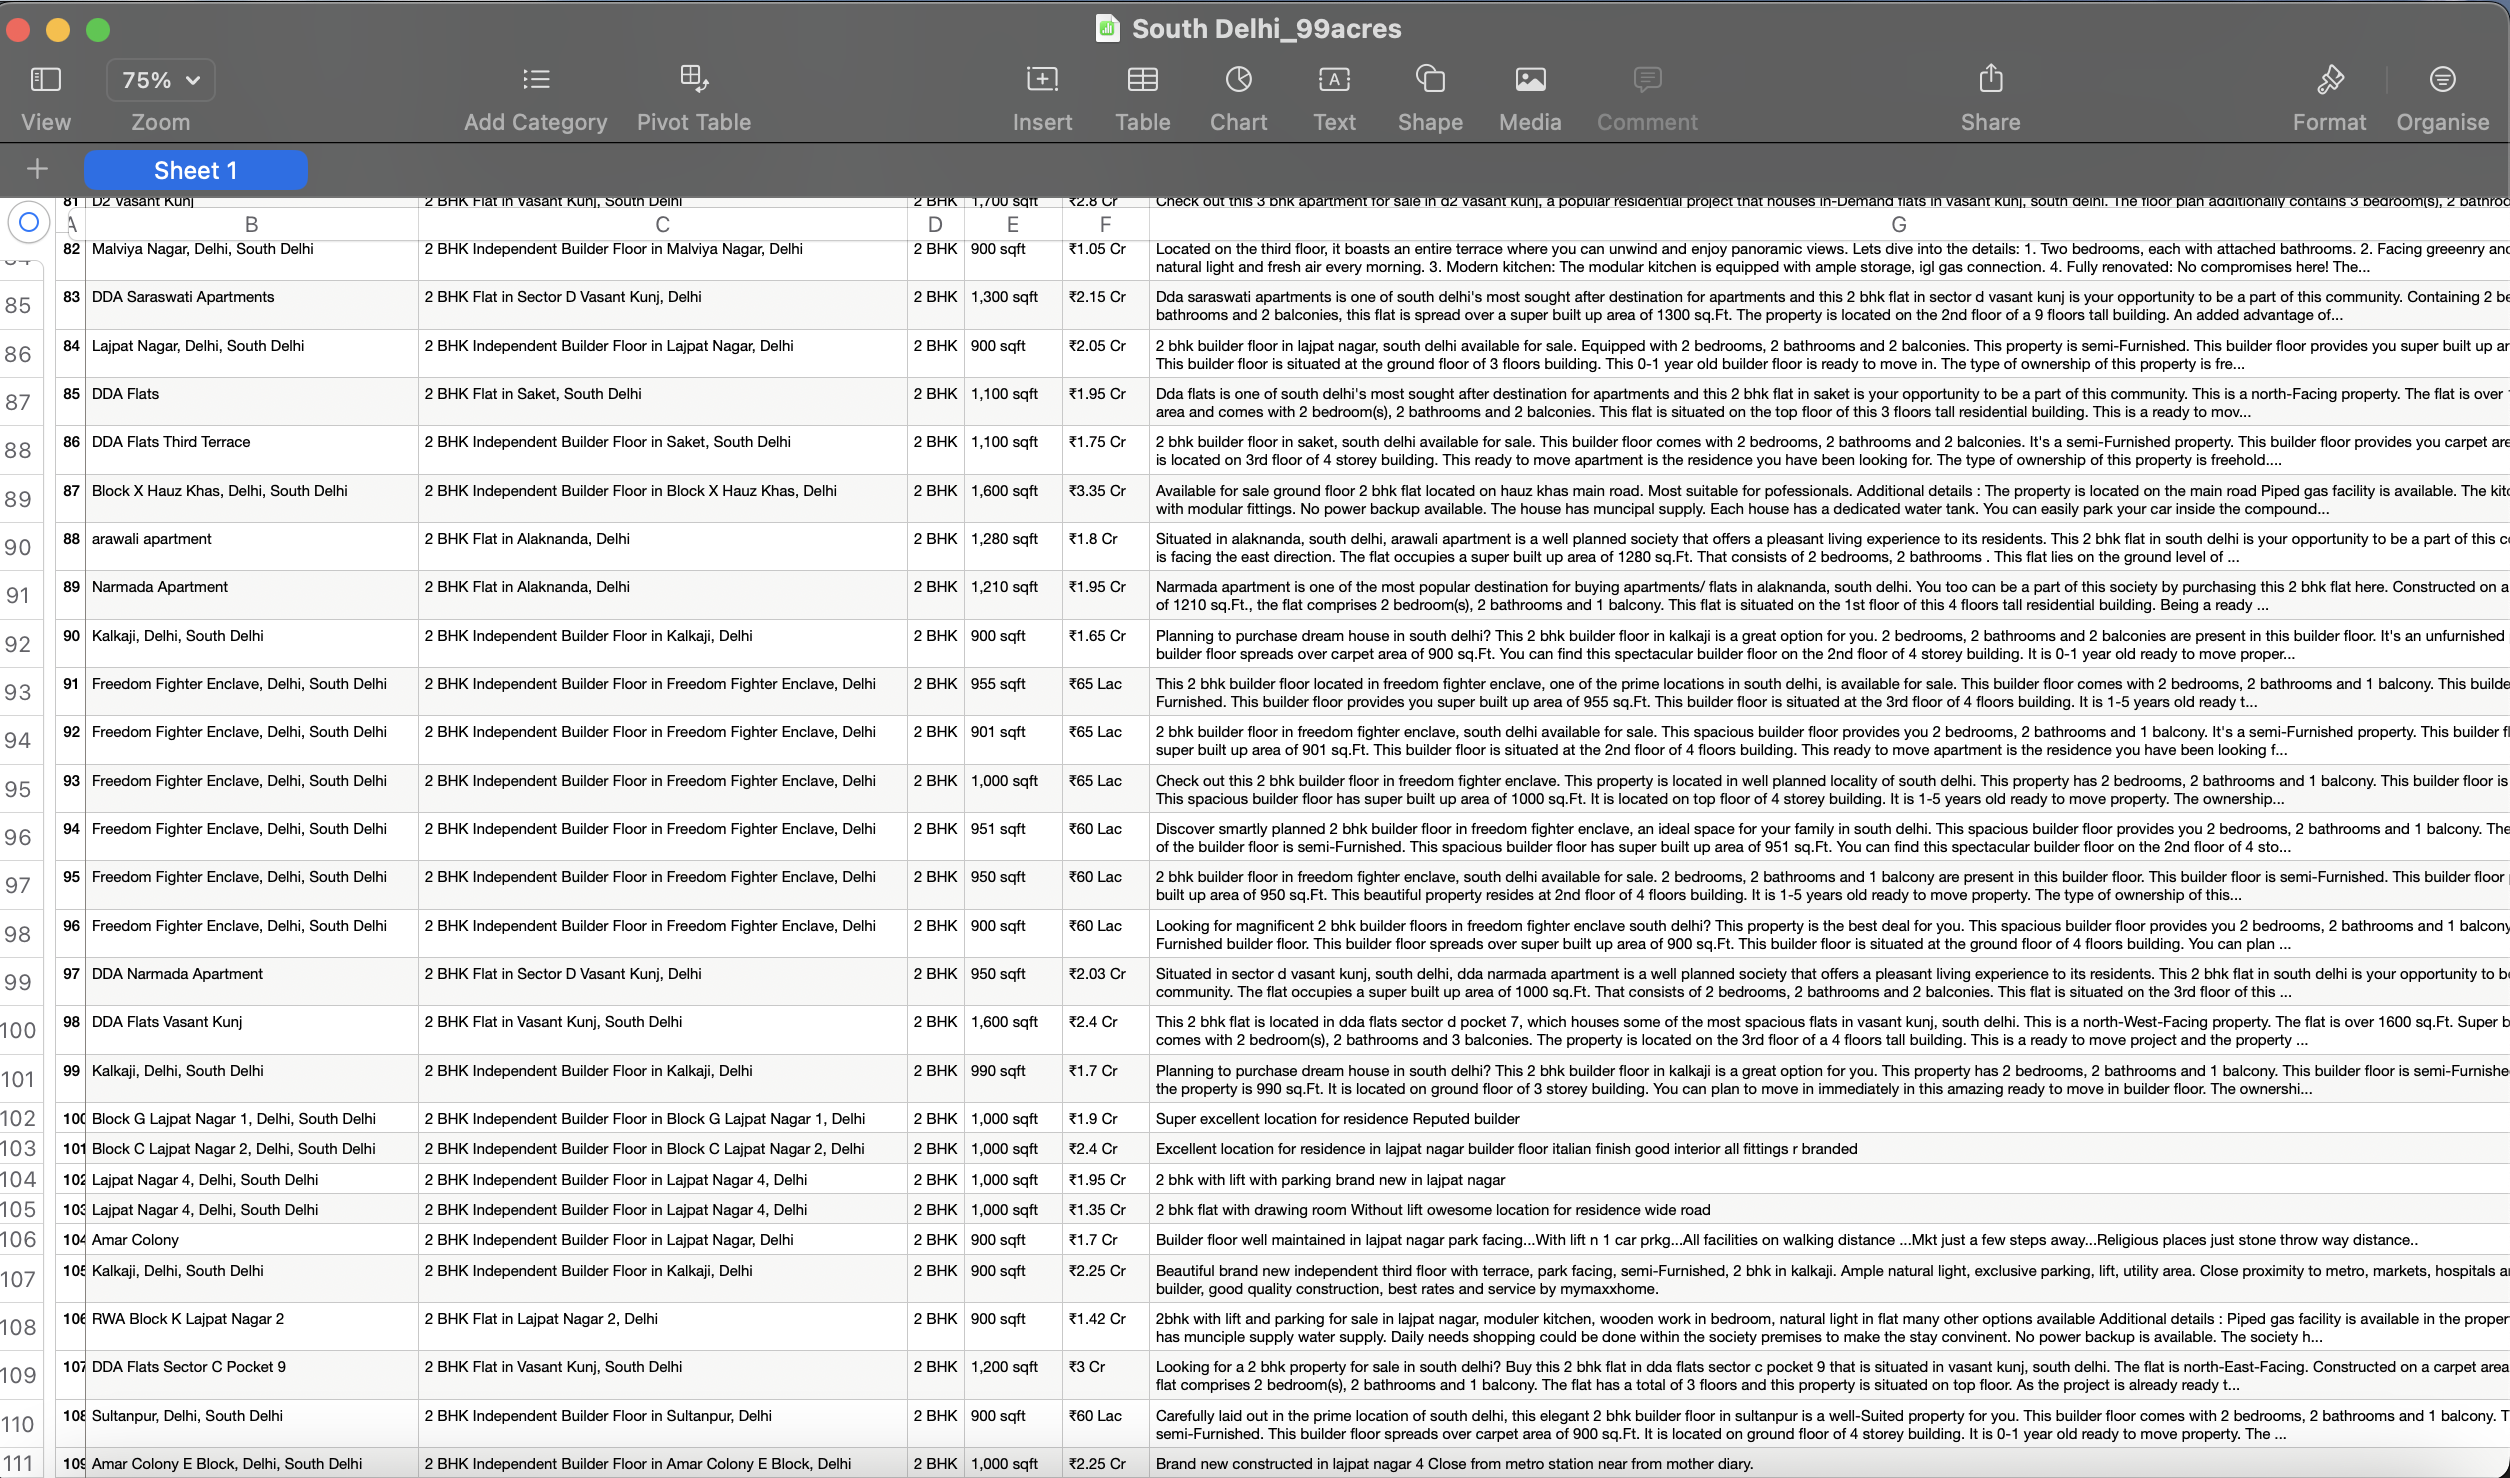 South Delhi_99acres
75%
View Zoom Add Category Pivot Table Insert Table Chart Text Shape Media Comment Share Format Organise
Sheet 1
81 D2 Vasant Kunj 2 BHK Flat in Vasant Kunj, South Delhi 2 BHK 1,700 sqft ₹2.8 Cr Check out this 3 bhk apartment for sale in d2 vasant kunj, a popular residential project that houses in-Demand flats in vasant kunj, south delhi. The floor plan additionally contains 3 bedroom(s), 2 bathroo
A B C D E F G
82 Malviya Nagar, Delhi, South Delhi 2 BHK Independent Builder Floor in Malviya Nagar, Delhi 2 BHK 900 sqft ₹1.05 Cr Located on the third floor, it boasts an entire terrace where you can unwind and enjoy panoramic views. Lets dive into the details: 1. Two bedrooms, each with attached bathrooms. 2. Facing greeenry and
natural light and fresh air every morning. 3. Modern kitchen: The modular kitchen is equipped with ample storage, igl gas connection. 4. Fully renovated: No compromises here! The...
85 83 DDA Saraswati Apartments 2 BHK Flat in Sector D Vasant Kunj, Delhi 2 BHK 1,300 sqft ₹2.15 Cr Dda saraswati apartments is one of south delhi's most sought after destination for apartments and this 2 bhk flat in sector d vasant kunj is your opportunity to be a part of this community. Containing 2 be
bathrooms and 2 balconies, this flat is spread over a super built up area of 1300 sq.Ft. The property is located on the 2nd floor of a 9 floors tall building. An added advantage of...
86 84 Lajpat Nagar, Delhi, South Delhi 2 BHK Independent Builder Floor in Lajpat Nagar, Delhi 2 BHK 900 sqft ₹2.05 Cr 2 bhk builder floor in lajpat nagar, south delhi available for sale. Equipped with 2 bedrooms, 2 bathrooms and 2 balconies. This property is semi-Furnished. This builder floor provides you super built up ar
This builder floor is situated at the ground floor of 3 floors building. This 0-1 year old builder floor is ready to move in. The type of ownership of this property is fre...
87 85 DDA Flats 2 BHK Flat in Saket, South Delhi 2 BHK 1,100 sqft ₹1.95 Cr Dda flats is one of south delhi's most sought after destination for apartments and this 2 bhk flat in saket is your opportunity to be a part of this community. This is a north-Facing property. The flat is over
area and comes with 2 bedroom(s), 2 bathrooms and 2 balconies. This flat is situated on the top floor of this 3 floors tall residential building. This is a ready to mov...
88 86 DDA Flats Third Terrace 2 BHK Independent Builder Floor in Saket, South Delhi 2 BHK 1,100 sqft ₹1.75 Cr 2 bhk builder floor in saket, south delhi available for sale. This builder floor comes with 2 bedrooms, 2 bathrooms and 2 balconies. It's a semi-Furnished property. This builder floor provides you carpet are
is located on 3rd floor of 4 storey building. This ready to move apartment is the residence you have been looking for. The type of ownership of this property is freehold....
89 87 Block X Hauz Khas, Delhi, South Delhi 2 BHK Independent Builder Floor in Block X Hauz Khas, Delhi 2 BHK 1,600 sqft ₹3.35 Cr Available for sale ground floor 2 bhk flat located on hauz khas main road. Most suitable for pofessionals. Additional details : The property is located on the main road Piped gas facility is available. The kitc
with modular fittings. No power backup available. The house has muncipal supply. Each house has a dedicated water tank. You can easily park your car inside the compound...
90 88 arawali apartment 2 BHK Flat in Alaknanda, Delhi 2 BHK 1,280 sqft ₹1.8 Cr Situated in alaknanda, south delhi, arawali apartment is a well planned society that offers a pleasant living experience to its residents. This 2 bhk flat in south delhi is your opportunity to be a part of this co
is facing the east direction. The flat occupies a super built up area of 1280 sq.Ft. That consists of 2 bedrooms, 2 bathrooms . This flat lies on the ground level of ...
91 89 Narmada Apartment 2 BHK Flat in Alaknanda, Delhi 2 BHK 1,210 sqft ₹1.95 Cr Narmada apartment is one of the most popular destination for buying apartments/ flats in alaknanda, south delhi. You too can be a part of this society by purchasing this 2 bhk flat here. Constructed on a
of 1210 sq.Ft., the flat comprises 2 bedroom(s), 2 bathrooms and 1 balcony. This flat is situated on the 1st floor of this 4 floors tall residential building. Being a ready ...
92 90 Kalkaji, Delhi, South Delhi 2 BHK Independent Builder Floor in Kalkaji, Delhi 2 BHK 900 sqft ₹1.65 Cr Planning to purchase dream house in south delhi? This 2 bhk builder floor in kalkaji is a great option for you. 2 bedrooms, 2 bathrooms and 2 balconies are present in this builder floor. It's an unfurnished
builder floor spreads over carpet area of 900 sq.Ft. You can find this spectacular builder floor on the 2nd floor of 4 storey building. It is 0-1 year old ready to move proper...
93 91 Freedom Fighter Enclave, Delhi, South Delhi 2 BHK Independent Builder Floor in Freedom Fighter Enclave, Delhi 2 BHK 955 sqft ₹65 Lac This 2 bhk builder floor located in freedom fighter enclave, one of the prime locations in south delhi, is available for sale. This builder floor comes with 2 bedrooms, 2 bathrooms and 1 balcony. This builde
Furnished. This builder floor provides you super built up area of 955 sq.Ft. This builder floor is situated at the 3rd floor of 4 floors building. It is 1-5 years old ready t...
94 92 Freedom Fighter Enclave, Delhi, South Delhi 2 BHK Independent Builder Floor in Freedom Fighter Enclave, Delhi 2 BHK 901 sqft ₹65 Lac 2 bhk builder floor in freedom fighter enclave, south delhi available for sale. This spacious builder floor provides you 2 bedrooms, 2 bathrooms and 1 balcony. It's a semi-Furnished property. This builder fl
super built up area of 901 sq.Ft. This builder floor is situated at the 2nd floor of 4 floors building. This ready to move apartment is the residence you have been looking f...
95 93 Freedom Fighter Enclave, Delhi, South Delhi 2 BHK Independent Builder Floor in Freedom Fighter Enclave, Delhi 2 BHK 1,000 sqft ₹65 Lac Check out this 2 bhk builder floor in freedom fighter enclave. This property is located in well planned locality of south delhi. This property has 2 bedrooms, 2 bathrooms and 1 balcony. This builder floor is
This spacious builder floor has super built up area of 1000 sq.Ft. It is located on top floor of 4 storey building. It is 1-5 years old ready to move property. The ownership...
96 94 Freedom Fighter Enclave, Delhi, South Delhi 2 BHK Independent Builder Floor in Freedom Fighter Enclave, Delhi 2 BHK 951 sqft ₹60 Lac Discover smartly planned 2 bhk builder floor in freedom fighter enclave, an ideal space for your family in south delhi. This spacious builder floor provides you 2 bedrooms, 2 bathrooms and 1 balcony. The
of the builder floor is semi-Furnished. This spacious builder floor has super built up area of 951 sq.Ft. You can find this spectacular builder floor on the 2nd floor of 4 sto...
97 95 Freedom Fighter Enclave, Delhi, South Delhi 2 BHK Independent Builder Floor in Freedom Fighter Enclave, Delhi 2 BHK 950 sqft ₹60 Lac 2 bhk builder floor in freedom fighter enclave, south delhi available for sale. 2 bedrooms, 2 bathrooms and 1 balcony are present in this builder floor. This builder floor is semi-Furnished. This builder floor
built up area of 950 sq.Ft. This beautiful property resides at 2nd floor of 4 floors building. It is 1-5 years old ready to move property. The type of ownership of this...
98 96 Freedom Fighter Enclave, Delhi, South Delhi 2 BHK Independent Builder Floor in Freedom Fighter Enclave, Delhi 2 BHK 900 sqft ₹60 Lac Looking for magnificent 2 bhk builder floors in freedom fighter enclave south delhi? This property is the best deal for you. This spacious builder floor provides you 2 bedrooms, 2 bathrooms and 1 balcony
Furnished builder floor. This builder floor spreads over super built up area of 900 sq.Ft. This builder floor is situated at the ground floor of 4 floors building. You can plan ...
99 97 DDA Narmada Apartment 2 BHK Flat in Sector D Vasant Kunj, Delhi 2 BHK 950 sqft ₹2.03 Cr Situated in sector d vasant kunj, south delhi, dda narmada apartment is a well planned society that offers a pleasant living experience to its residents. This 2 bhk flat in south delhi is your opportunity to be
community. The flat occupies a super built up area of 1000 sq.Ft. That consists of 2 bedrooms, 2 bathrooms and 2 balconies. This flat is situated on the 3rd floor of this ...
100 98 DDA Flats Vasant Kunj 2 BHK Flat in Vasant Kunj, South Delhi 2 BHK 1,600 sqft ₹2.4 Cr This 2 bhk flat is located in dda flats sector d pocket 7, which houses some of the most spacious flats in vasant kunj, south delhi. This is a north-West-Facing property. The flat is over 1600 sq.Ft. Super b
comes with 2 bedroom(s), 2 bathrooms and 3 balconies. The property is located on the 3rd floor of a 4 floors tall building. This is a ready to move project and the property ...
101 99 Kalkaji, Delhi, South Delhi 2 BHK Independent Builder Floor in Kalkaji, Delhi 2 BHK 990 sqft ₹1.7 Cr Planning to purchase dream house in south delhi? This 2 bhk builder floor in kalkaji is a great option for you. This property has 2 bedrooms, 2 bathrooms and 1 balcony. This builder floor is semi-Furnishe
the property is 990 sq.Ft. It is located on ground floor of 3 storey building. You can plan to move in immediately in this amazing ready to move in builder floor. The ownershi...
102 100 Block G Lajpat Nagar 1, Delhi, South Delhi 2 BHK Independent Builder Floor in Block G Lajpat Nagar 1, Delhi 2 BHK 1,000 sqft ₹1.9 Cr Super excellent location for residence Reputed builder
103 101 Block C Lajpat Nagar 2, Delhi, South Delhi 2 BHK Independent Builder Floor in Block C Lajpat Nagar 2, Delhi 2 BHK 1,000 sqft ₹2.4 Cr Excellent location for residence in lajpat nagar builder floor italian finish good interior all fittings r branded
104 102 Lajpat Nagar 4, Delhi, South Delhi 2 BHK Independent Builder Floor in Lajpat Nagar 4, Delhi 2 BHK 1,000 sqft ₹1.95 Cr 2 bhk with lift with parking brand new in lajpat nagar
105 103 Lajpat Nagar 4, Delhi, South Delhi 2 BHK Independent Builder Floor in Lajpat Nagar 4, Delhi 2 BHK 1,000 sqft ₹1.35 Cr 2 bhk flat with drawing room Without lift owesome location for residence wide road
106 104 Amar Colony 2 BHK Independent Builder Floor in Lajpat Nagar, Delhi 2 BHK 900 sqft ₹1.7 Cr Builder floor well maintained in lajpat nagar park facing...With lift n 1 car prkg...All facilities on walking distance ...Mkt just a few steps away...Religious places just stone throw way distance..
107 105 Kalkaji, Delhi, South Delhi 2 BHK Independent Builder Floor in Kalkaji, Delhi 2 BHK 900 sqft ₹2.25 Cr Beautiful brand new independent third floor with terrace, park facing, semi-Furnished, 2 bhk in kalkaji. Ample natural light, exclusive parking, lift, utility area. Close proximity to metro, markets, hospitals a
builder, good quality construction, best rates and service by mymaxxhome.
108 106 RWA Block K Lajpat Nagar 2 2 BHK Flat in Lajpat Nagar 2, Delhi 2 BHK 900 sqft ₹1.42 Cr 2bhk with lift and parking for sale in lajpat nagar, moduler kitchen, wooden work in bedroom, natural light in flat many other options available Additional details : Piped gas facility is available in the proper
has munciple supply water supply. Daily needs shopping could be done within the society premises to make the stay convinent. No power backup is available. The society h...
109 107 DDA Flats Sector C Pocket 9 2 BHK Flat in Vasant Kunj, South Delhi 2 BHK 1,200 sqft ₹3 Cr Looking for a 2 bhk property for sale in south delhi? Buy this 2 bhk flat in dda flats sector c pocket 9 that is situated in vasant kunj, south delhi. The flat is north-East-Facing. Constructed on a carpet area
flat comprises 2 bedroom(s), 2 bathrooms and 1 balcony. The flat has a total of 3 floors and this property is situated on top floor. As the project is already ready t...
110 108 Sultanpur, Delhi, South Delhi 2 BHK Independent Builder Floor in Sultanpur, Delhi 2 BHK 900 sqft ₹60 Lac Carefully laid out in the prime location of south delhi, this elegant 2 bhk builder floor in sultanpur is a well-Suited property for you. This builder floor comes with 2 bedrooms, 2 bathrooms and 1 balcony. T
semi-Furnished. This builder floor spreads over carpet area of 900 sq.Ft. It is located on ground floor of 4 storey building. It is 0-1 year old ready to move property. The ...
111 109 Amar Colony E Block, Delhi, South Delhi 2 BHK Independent Builder Floor in Amar Colony E Block, Delhi 2 BHK 1,000 sqft ₹2.25 Cr Brand new constructed in lajpat nagar 4 Close from metro station near from mother diary.